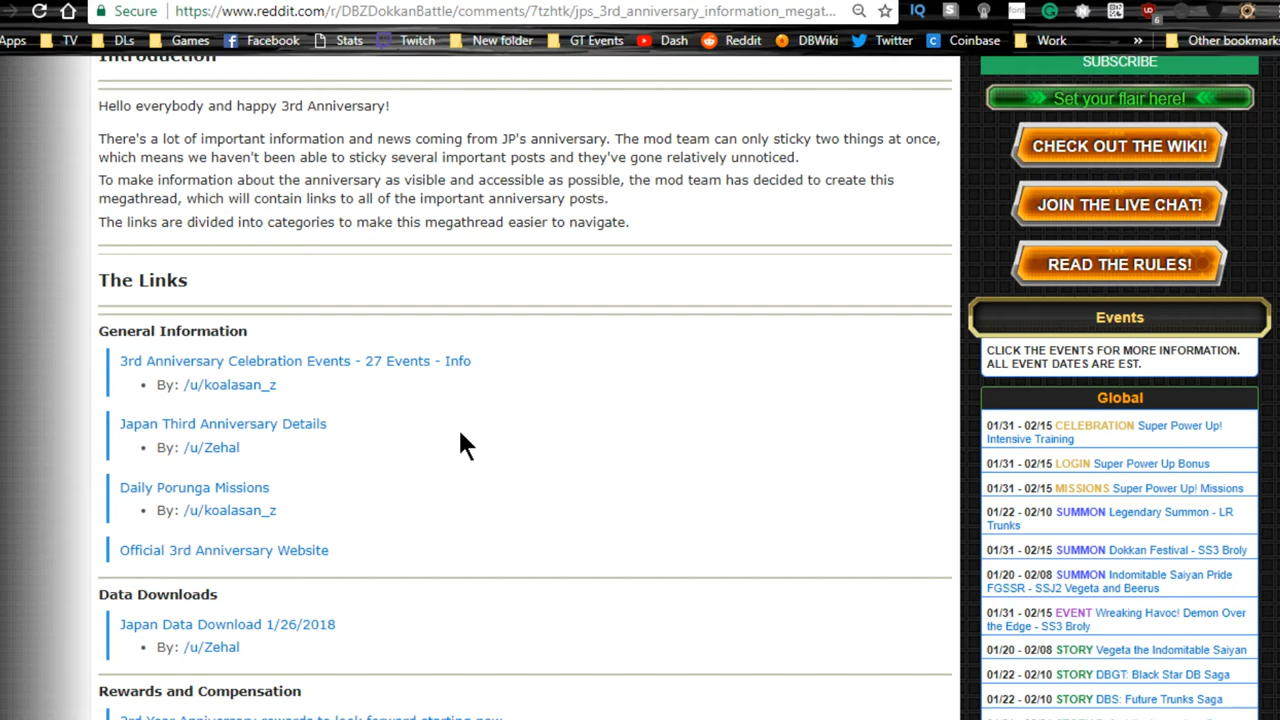 Secure https://www.reddit.com/r/DBZDokkanBattle/comments/7tzhtk/jps_3rd_anniversary_information_megat...
Apps TV DLs Games Facebook Stats Twitch New folder GT Events Dash Reddit DBWiki Twitter Coinbase Work » Other bookmarks
Introduction
Hello everybody and happy 3rd Anniversary!
There's a lot of important information and news coming from JP's anniversary. The mod team can only sticky two things at once,
which means we haven't been able to sticky several important posts and they've gone relatively unnoticed.
To make information about the anniversary as visible and accessible as possible, the mod team has decided to create this
megathread, which will contain links to all of the important anniversary posts.
The links are divided into categories to make this megathread easier to navigate.
The Links
General Information
3rd Anniversary Celebration Events - 27 Events - Info
• By: /u/koalasan_z
Japan Third Anniversary Details
• By: /u/Zehal
Daily Porunga Missions
• By: /u/koalasan_z
Official 3rd Anniversary Website
Data Downloads
Japan Data Download 1/26/2018
• By: /u/Zehal
Rewards and Compensation
3rd Year Anniversary rewards to look forward starting now
SUBSCRIBE
Set your flair here!
CHECK OUT THE WIKI!
JOIN THE LIVE CHAT!
READ THE RULES!
Events
CLICK THE EVENTS FOR MORE INFORMATION.
ALL EVENT DATES ARE EST.
Global
01/31 - 02/15 CELEBRATION Super Power Up!
Intensive Training
01/31 - 02/15 LOGIN Super Power Up Bonus
01/31 - 02/15 MISSIONS Super Power Up! Missions
01/22 - 02/10 SUMMON Legendary Summon - LR
Trunks
01/31 - 02/15 SUMMON Dokkan Festival - SS3 Broly
01/20 - 02/08 SUMMON Indomitable Saiyan Pride
FGSSR - SSJ2 Vegeta and Beerus
01/31 - 02/15 EVENT Wreaking Havoc! Demon Over
the Edge - SS3 Broly
01/20 - 02/08 STORY Vegeta the Indomitable Saiyan
01/22 - 02/10 STORY DBGT: Black Star DB Saga
01/22 - 02/10 STORY DBS: Future Trunks Saga